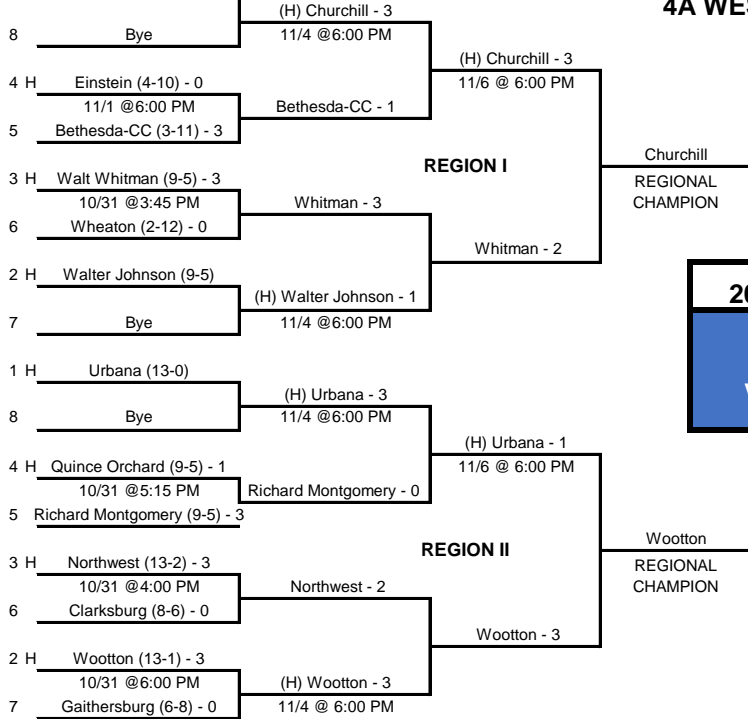 4A WES
(H) Churchill - 3
8 Bye 11/4 @6:00 PM
(H) Churchill - 3
4 H Einstein (4-10) - 0 11/6 @ 6:00 PM
11/1 @6:00 PM Bethesda-CC - 1
5 Bethesda-CC (3-11) - 3
Churchill
REGION I
3 H Walt Whitman (9-5) - 3 REGIONAL
10/31 @3:45 PM Whitman - 3 CHAMPION
6 Wheaton (2-12) - 0
Whitman - 2
2 H Walter Johnson (9-5)
(H) Walter Johnson - 1 20
7 Bye 11/4 @6:00 PM
1 H Urbana (13-0)
(H) Urbana - 3
8 Bye 11/4 @6:00 PM
(H) Urbana - 1
4 H Quince Orchard (9-5) - 1 11/6 @ 6:00 PM
10/31 @5:15 PM Richard Montgomery - 0
5 Richard Montgomery (9-5) - 3
Wootton
REGION II
3 H Northwest (13-2) - 3 REGIONAL
10/31 @4:00 PM Northwest - 2 CHAMPION
6 Clarksburg (8-6) - 0
Wootton - 3
2 H Wootton (13-1) - 3
10/31 @6:00 PM (H) Wootton - 3
7 Gaithersburg (6-8) - 0 11/4 @ 6:00 PM